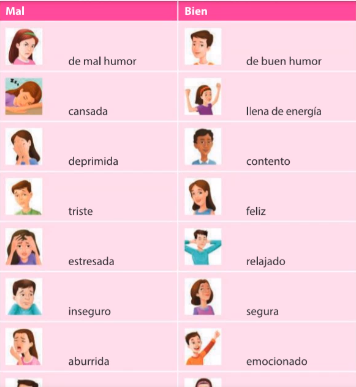 Mal Bien
de mal humor de buen humor
cansada llena de energía
deprimida contento
triste feliz
estresada relajado
inseguro segura
aburrida emocionado